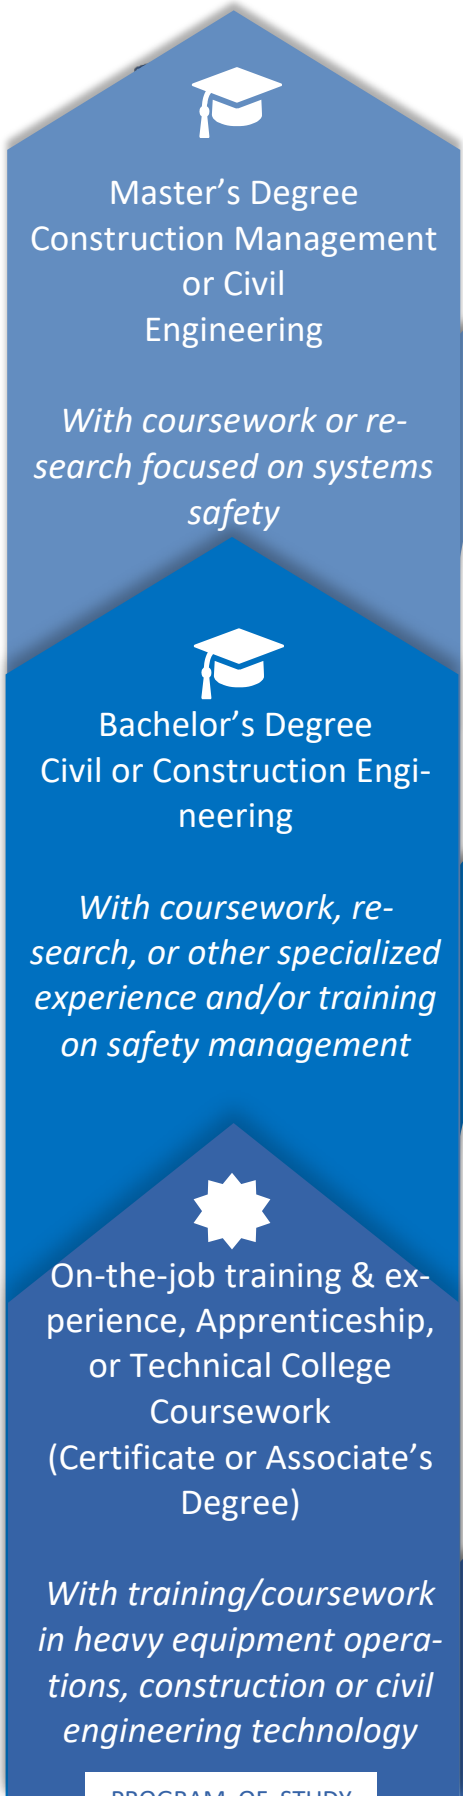 Master’s Degree
Construction Management
or Civil
Engineering
With coursework or re-
search focused on systems
safety
Bachelor’s Degree
Civil or Construction Engi-
neering
With coursework, re-
search, or other specialized
experience and/or training
on safety management
On-the-job training & ex-
perience, Apprenticeship,
or Technical College
Coursework
(Certificate or Associate’s
Degree)
With training/coursework
in heavy equipment opera-
tions, construction or civil
engineering technology
PROGRAM OF STUDY